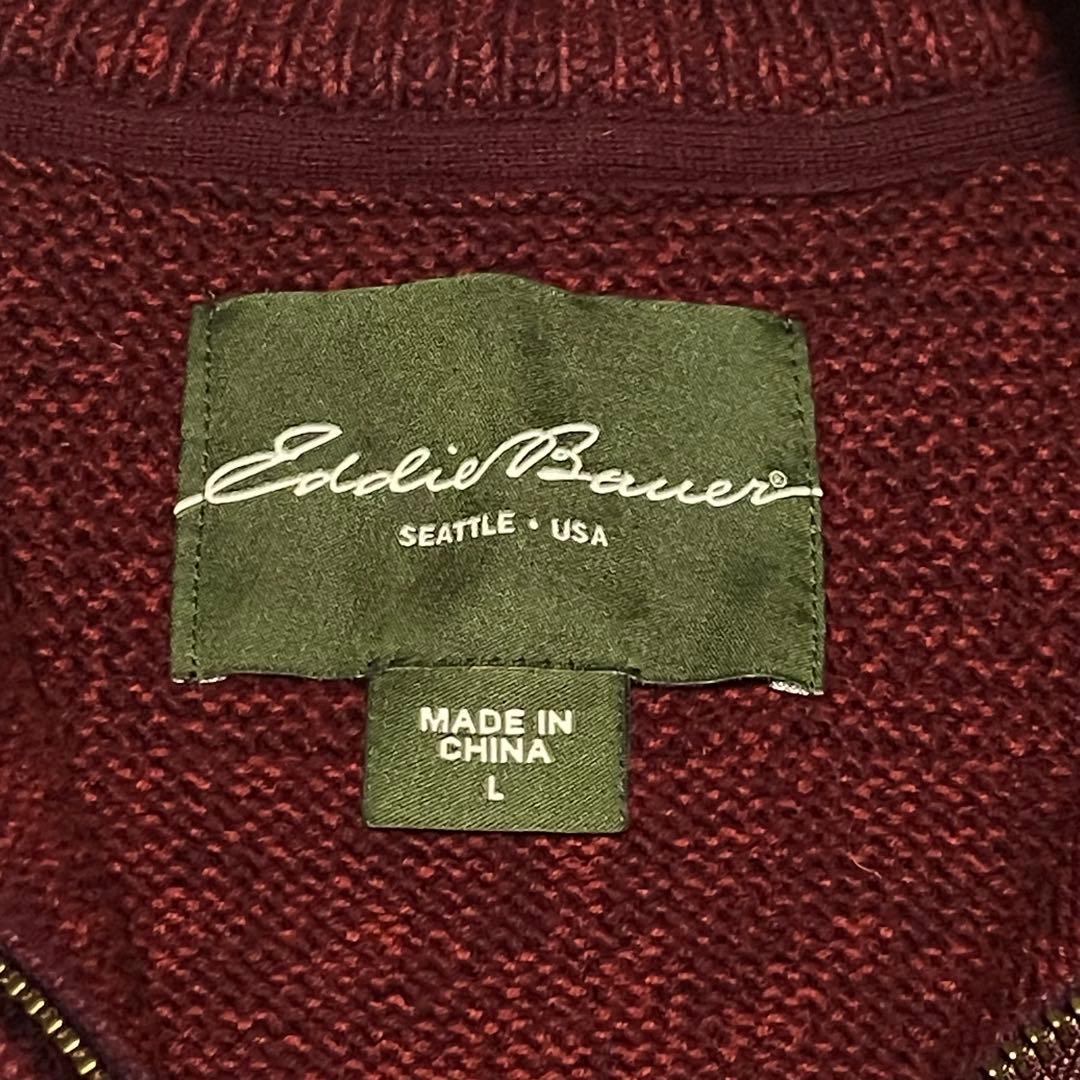 Eddie Bauer®
SEATTLE • USA
MADE IN
CHINA
L